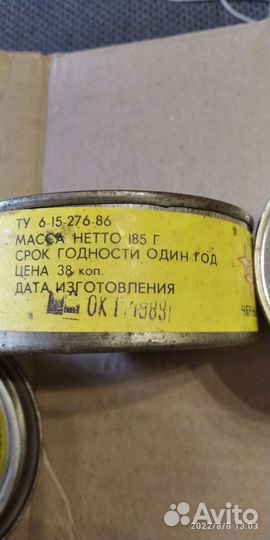 ТУ 6-15-276-86
МАССА НЕТТО 185 Г
СРОК ГОДНОСТИ ОДИН ГОД
ЦЕНА 38 коп.
ДАТА ИЗГОТОВЛЕНИЯ
ОКТ 1989
Avito
2022/8/8 13:03